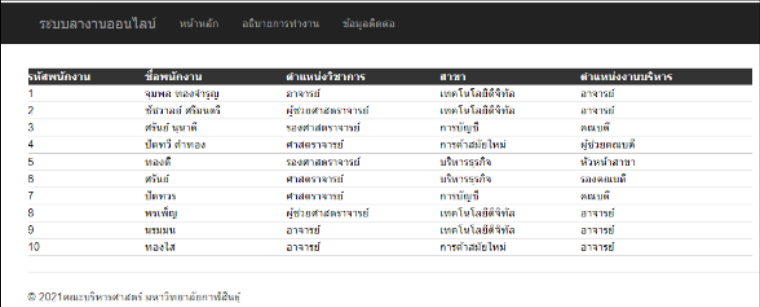 ระบบลางานออนไลน์ หน้าหลัก อธิบายการทำงาน ข้อมูลติดต่อ
รหัสพนักงาน ชื่อพนักงาน ตำแหน่งวิชาการ สาขา ตำแหน่งงานบริหาร
1 จุมพล ทองจำรูญ อาจารย์ เทคโนโลยีดิจิทัล อาจารย์
2 ชัชวาลย์ ศรีมนตรี ผู้ช่วยศาสตราจารย์ เทคโนโลยีดิจิทัล อาจารย์
3 ศรันย์ รองศาสตราจารย์ การบัญชี คณบดี
4 ปัตทวี คำทอง ศาสตราจารย์ การค้าสมัยใหม่ ผู้ช่วยคณบดี
5 ทองดี รองศาสตราจารย์ บริหารธุรกิจ หัวหน้าสาขา
6 ศรันย์ ศาสตราจารย์ บริหารธุรกิจ รองคณบดี
7 ปัตทวร ศาสตราจารย์ การบัญชี คณบดี
8 พรเพ็ญ ผู้ช่วยศาสตราจารย์ เทคโนโลยีดิจิทัล อาจารย์
9 นรมน อาจารย์ เทคโนโลยีดิจิทัล อาจารย์
10 ทองใส อาจารย์ การค้าสมัยใหม่ อาจารย์
© 2021คณะบริหารศาสตร์ มหาวิทยาลัยกาฬสินธุ์